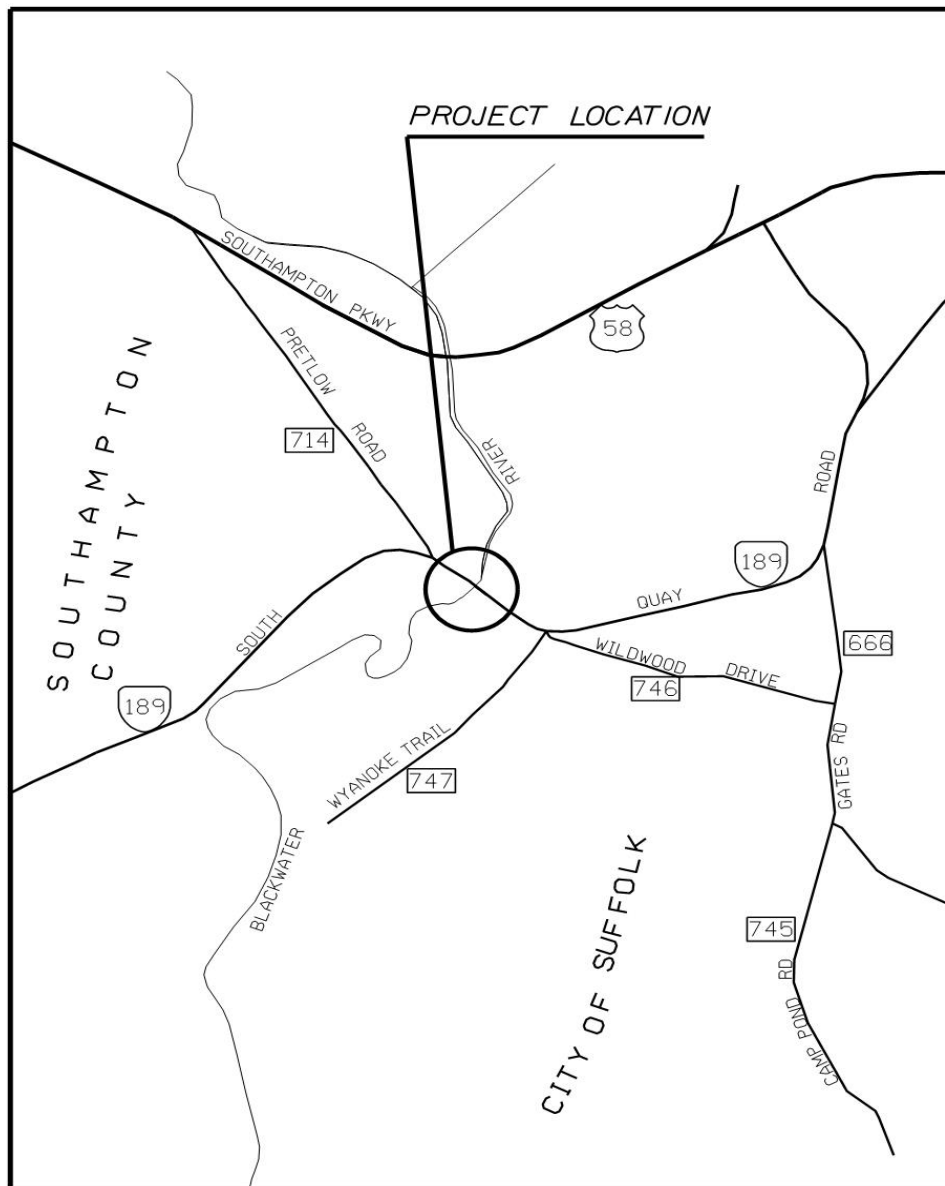 PROJECT LOCATION
SOUTHAMPTON PKWY
58
PRETLOW ROAD
714
RIVER
SOUTHAMPTON
COUNTY
ROAD
189
QUAY
SOUTH
WILDWOOD DRIVE
746
666
189
WYANOKE TRAIL
747
GATES RD
BLACKWATER
CITY OF SUFFOLK
745
CAMP POND RD